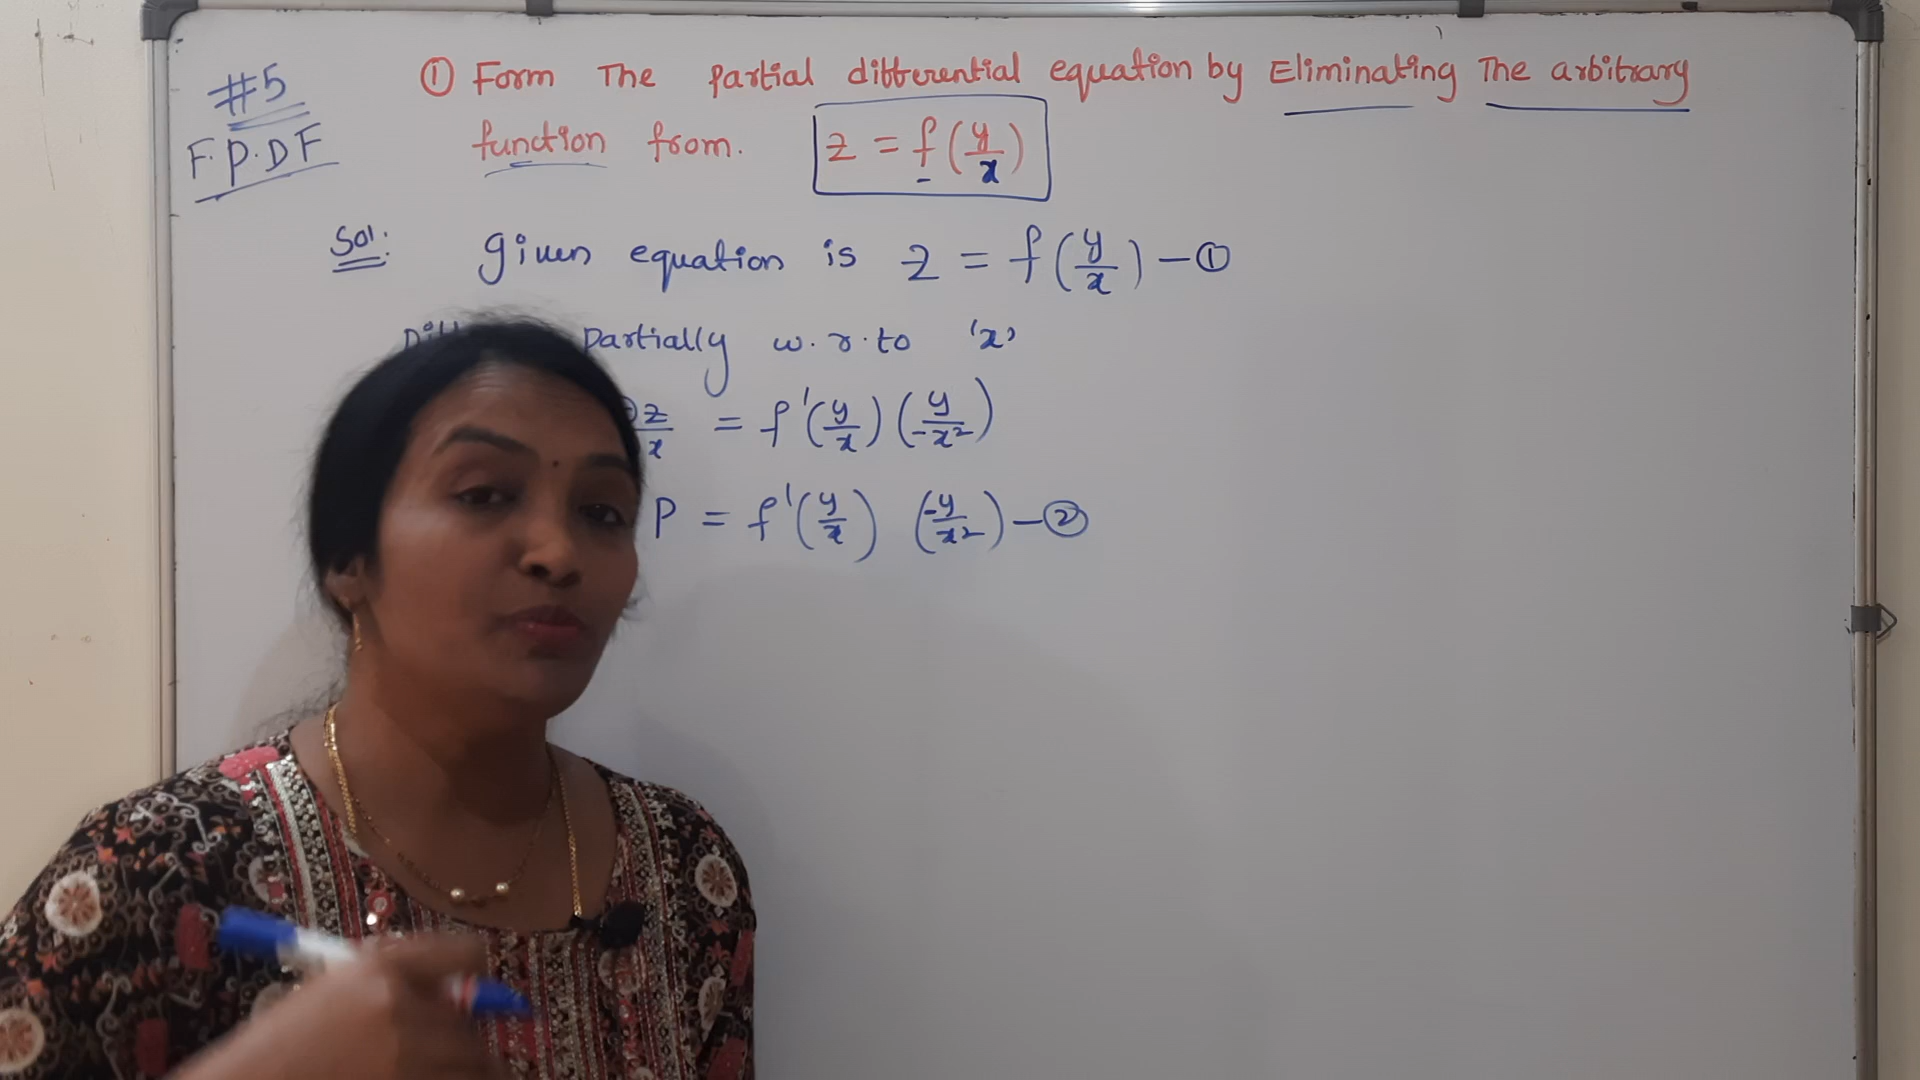 #5
F.P.D.F
① Form The Partial differential equation by Eliminating The arbitrary
function from. z = f(y/x)
Sol: Given equation is z = f(y/x) — ①
Partially w.r.to 'x'
= f'(y/x) (y/-x²)
P = f'(y/x) (-y/x²) — ②